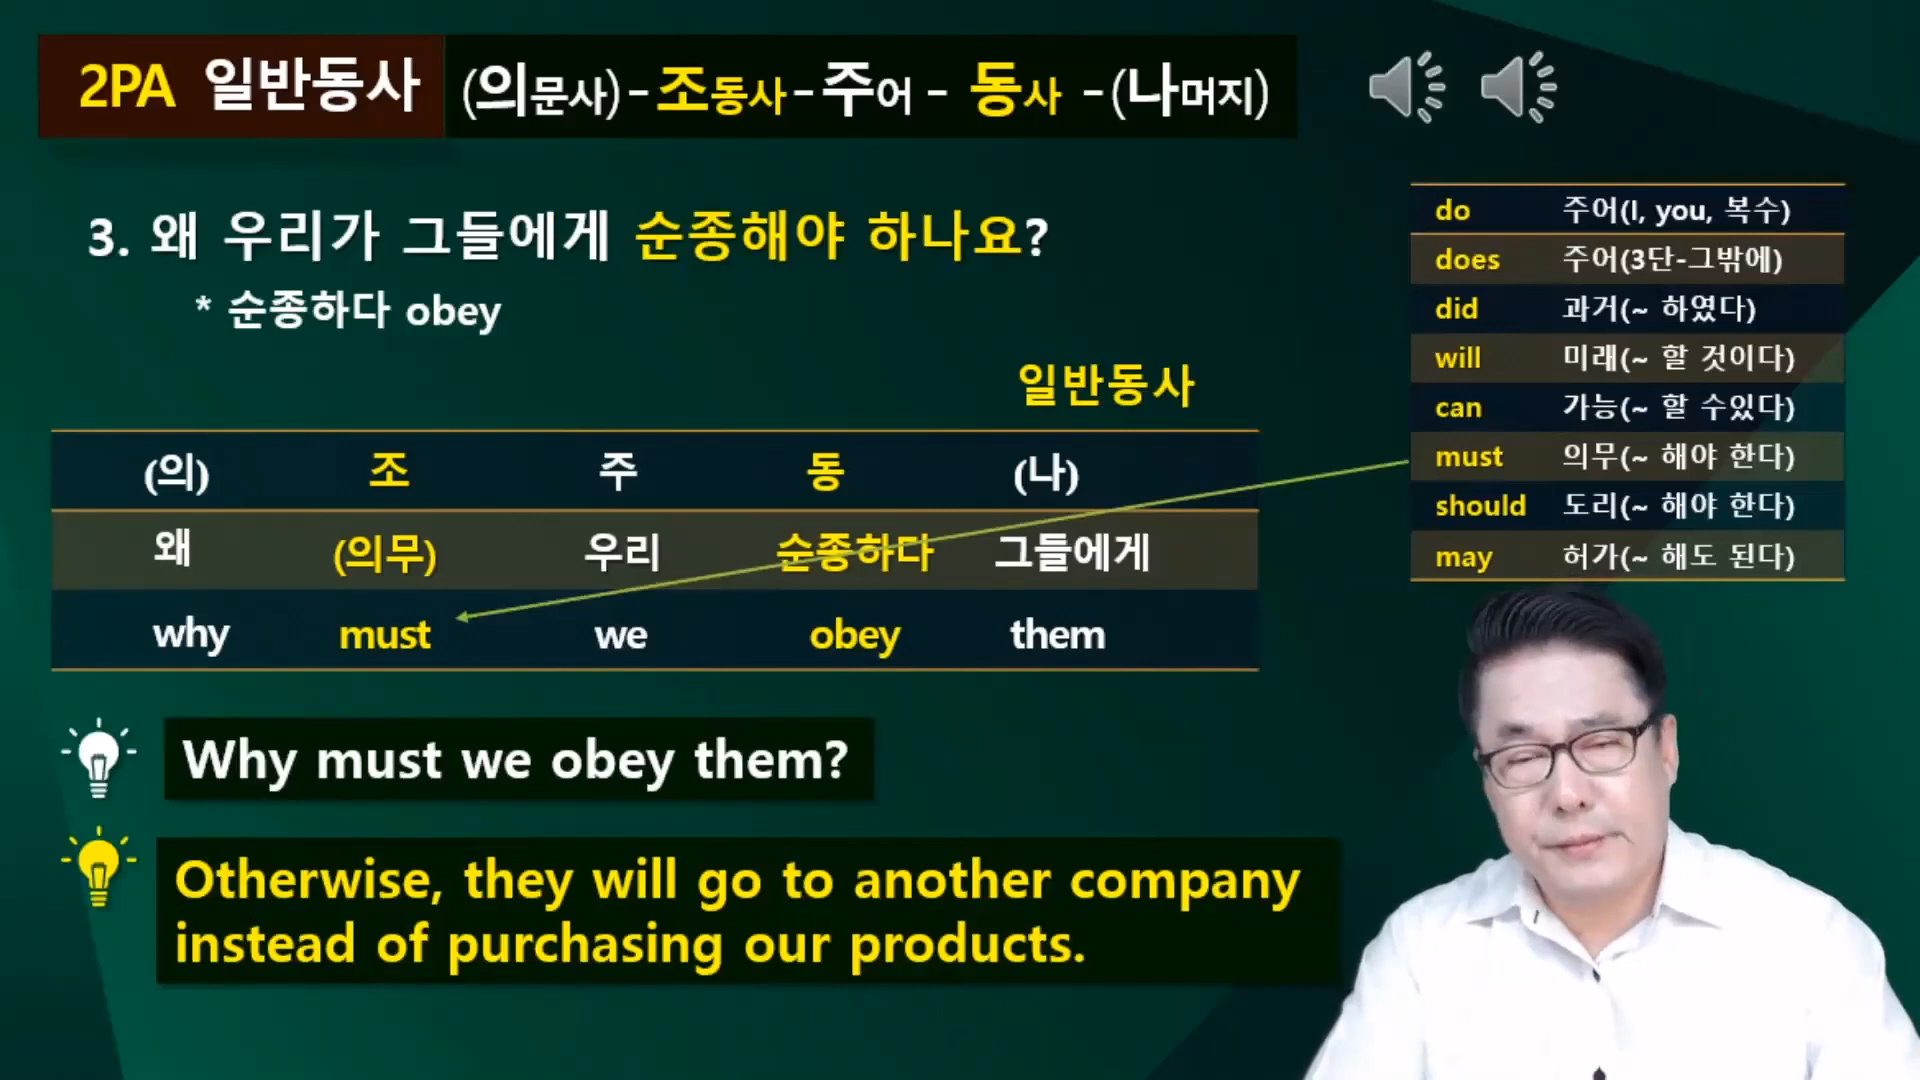 2PA 일반동사 (의문사)-조동사-주어 - 동사 -(나머지)
3. 왜 우리가 그들에게 순종해야 하나요?
* 순종하다 obey
일반동사
(의) 조 주 동 (나)
왜 (의무) 우리 순종하다 그들에게
why must we obey them
Why must we obey them?
Otherwise, they will go to another company
instead of purchasing our products.
do 주어(I, you, 복수)
does 주어(3단-그밖에)
did 과거(~ 하였다)
will 미래(~ 할 것이다)
can 가능(~ 할 수있다)
must 의무(~ 해야 한다)
should 도리(~ 해야 한다)
may 허가(~ 해도 된다)